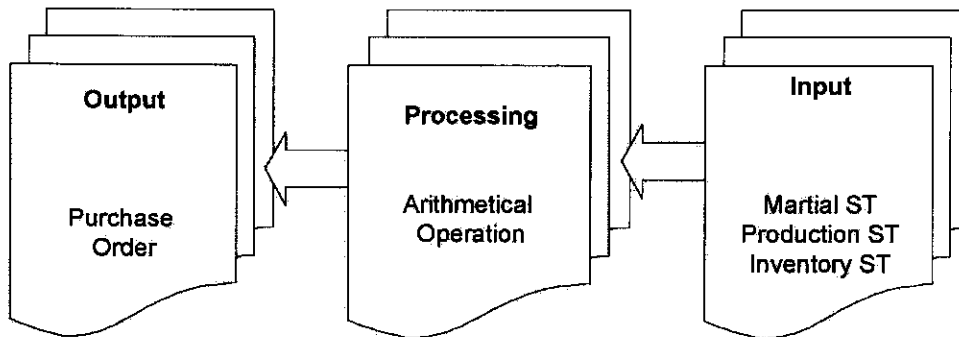 Output
Purchase
Order
Processing
Arithmetical
Operation
Input
Martial ST
Production ST
Inventory ST